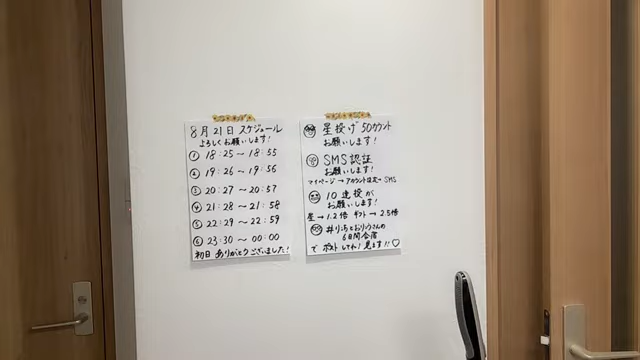 8月21日 スケジュール
よろしくお願いします!
① 18:25～18:55
② 19:26～19:56
③ 20:27～20:57
④ 21:28～21:58
⑤ 22:29～22:59
⑥ 23:30～00:00
初日 ありがとうございました!
星投げ 50カウント
お願いします!
SMS認証
お願いします!
マイページ→アカウント設定→SMS
10連投が
お願いします!
星→1.2倍 ギフト→2.5倍
6日間合宿
で ポストしてね! 見ます!!♡